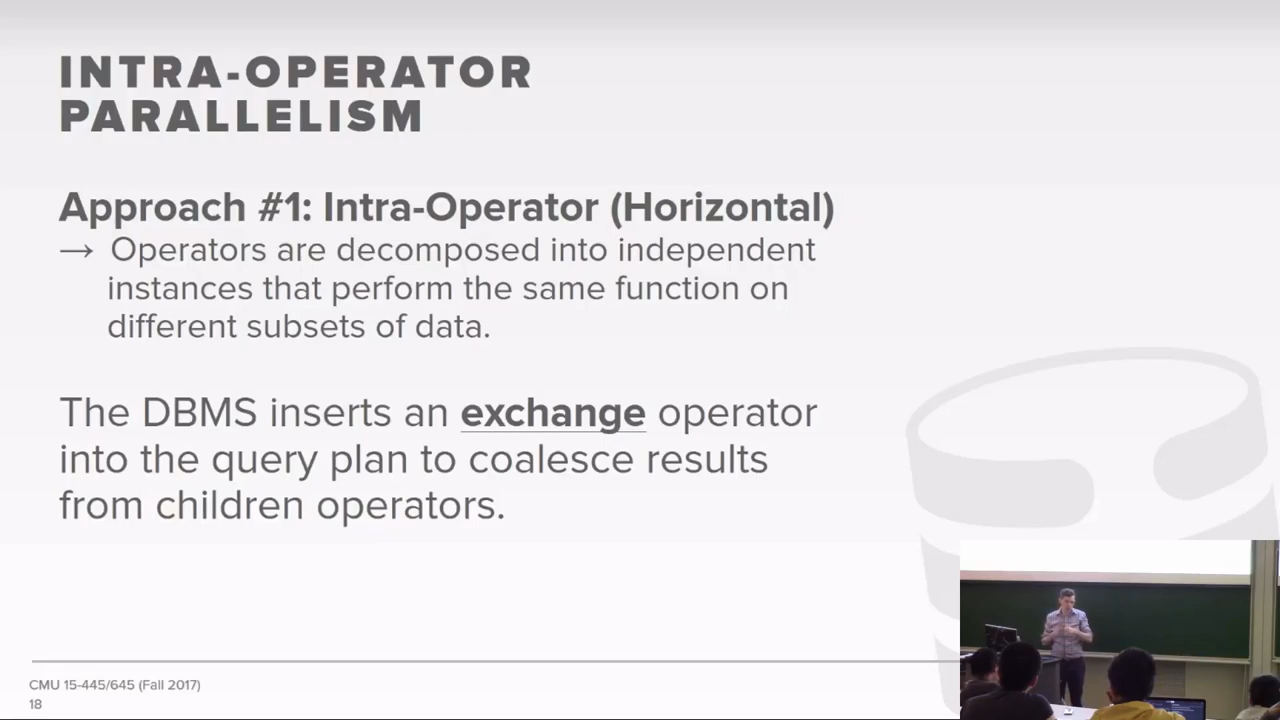 INTRA-OPERATOR
PARALLELISM
Approach #1: Intra-Operator (Horizontal)
→ Operators are decomposed into independent
instances that perform the same function on
different subsets of data.
The DBMS inserts an exchange operator
into the query plan to coalesce results
from children operators.
CMU 15-445/645 (Fall 2017)
18